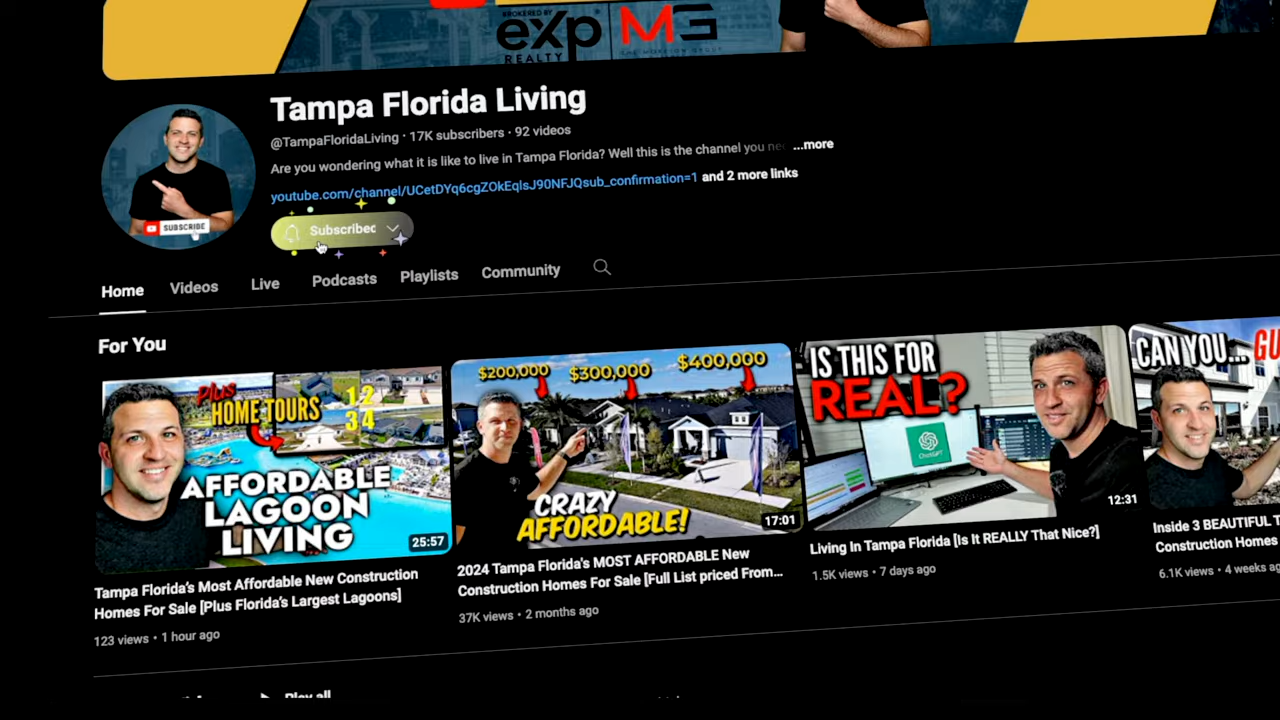 BROKERED BY
eXp
REALTY
MG
Tampa Florida Living
@TampaFloridaLiving · 17K subscribers · 92 videos
Are you wondering what it is like to live in Tampa Florida? Well this is the channel you ...more
youtube.com/channel/UCetDYq6cgZOkEqlsJ90NFJQsub_confirmation=1 and 2 more links
SUBSCRIBE
Subscribed
Home Videos Live Podcasts Playlists Community
For You
Plus
HOME TOURS
1 2
3 4
AFFORDABLE
LAGOON
LIVING
25:57
Tampa Florida's Most Affordable New Construction
Homes For Sale [Plus Florida's Largest Lagoons]
123 views • 1 hour ago
$200,000 $300,000 $400,000
CRAZY
AFFORDABLE!
17:01
2024 Tampa Florida's MOST AFFORDABLE New
Construction Homes For Sale [Full List priced From...
37K views • 2 months ago
IS THIS FOR
REAL?
ChatGPT
12:31
Living In Tampa Florida [Is It REALLY That Nice?]
1.5K views • 7 days ago
CAN YOU... GU
Inside 3 BEAUTIFUL T
Construction Homes
6.1K views • 4 weeks ag
Play all